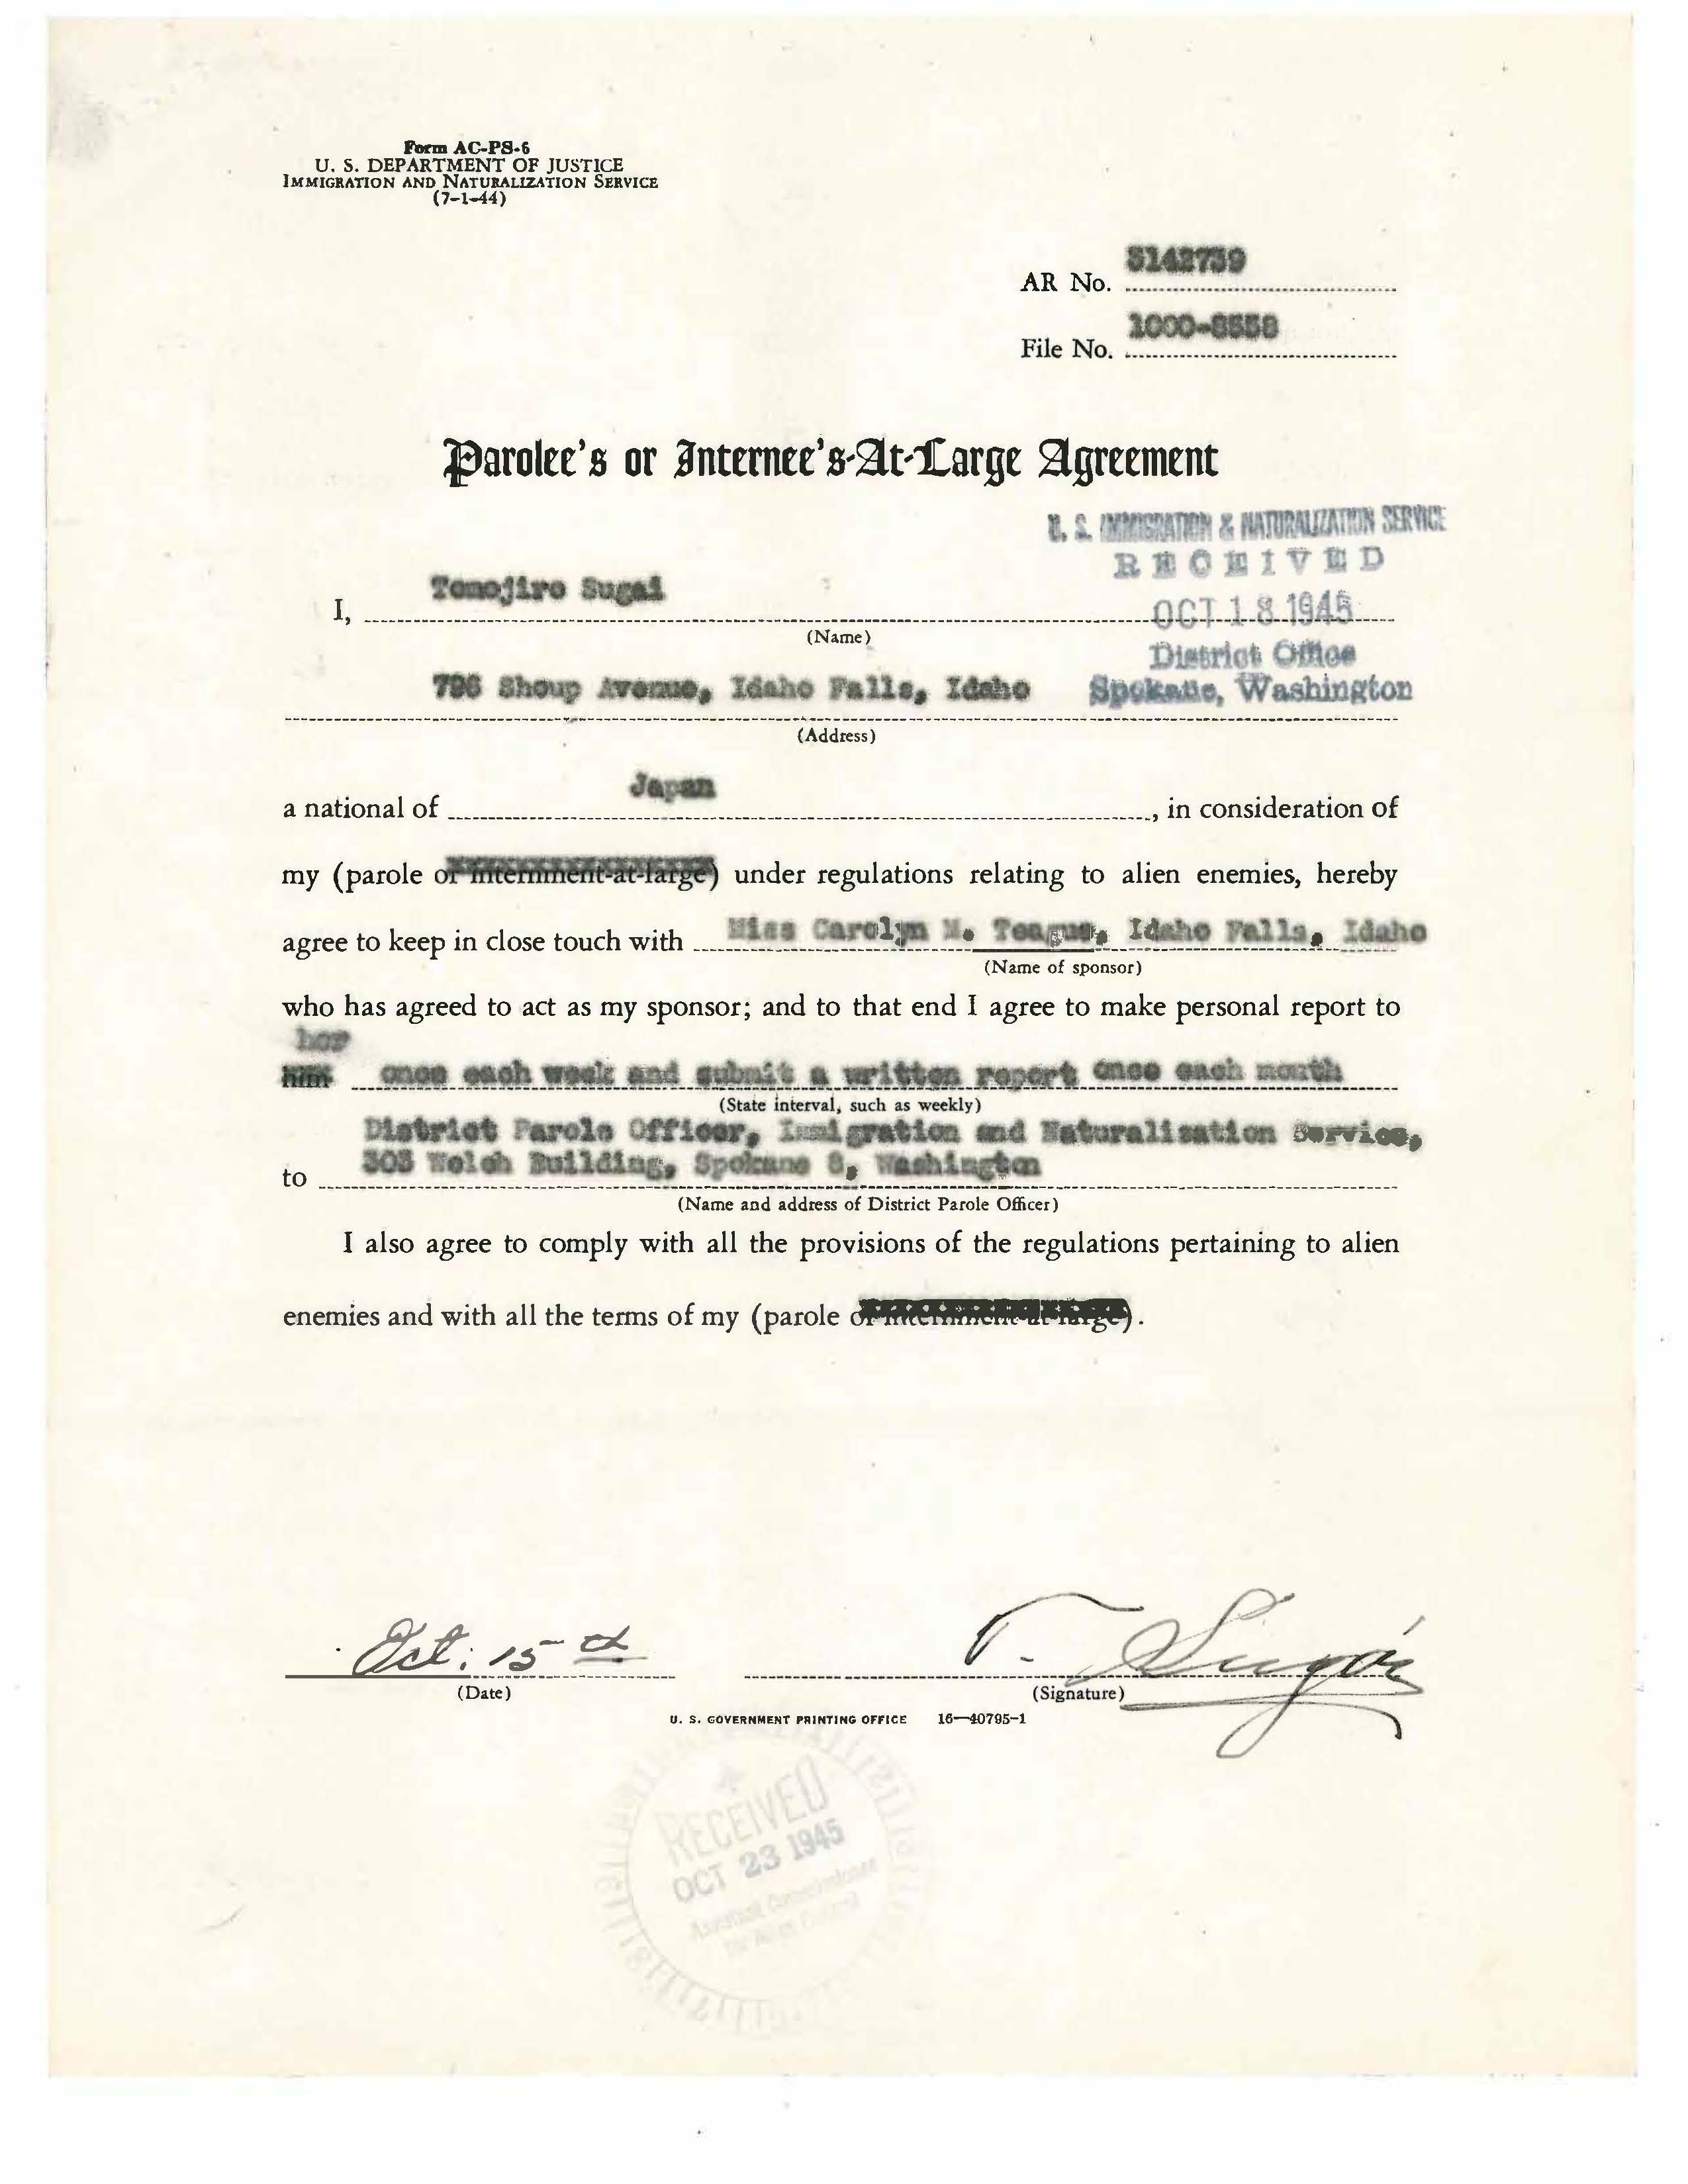 Form AC-PS-6
U. S. DEPARTMENT OF JUSTICE
IMMIGRATION AND NATURALIZATION SERVICE
(7-1-44)
AR No.
File No.
Parolee's or Internee's-At-Large Agreement
U. S. IMMIGRATION & NATURALIZATION SERVICE
RECEIVED
I, Tomojiro Sugai OCT 18 1945
(Name)
District Office
796 Shoup Avenue, Idaho Falls, Idaho Spokane, Washington
(Address)
Japan
a national of , in consideration of
my (parole or internment-at-large) under regulations relating to alien enemies, hereby
agree to keep in close touch with Miss Carolyn M. Teague, Idaho Falls, Idaho
(Name of sponsor)
who has agreed to act as my sponsor; and to that end I agree to make personal report to
her
him once each week and submit a written report once each month
(State interval, such as weekly)
District Parole Officer, Immigration and Naturalization Service,
to Welch Building, Spokane 8, Washington
(Name and address of District Parole Officer)
I also agree to comply with all the provisions of the regulations pertaining to alien
enemies and with all the terms of my (parole or internment-at-large).
Oct. 15th T. Sugai
(Date) (Signature)
U. S. GOVERNMENT PRINTING OFFICE 16—40795-1
RECEIVED
OCT 23 1945
Assistant Commissioner
for Alien Control